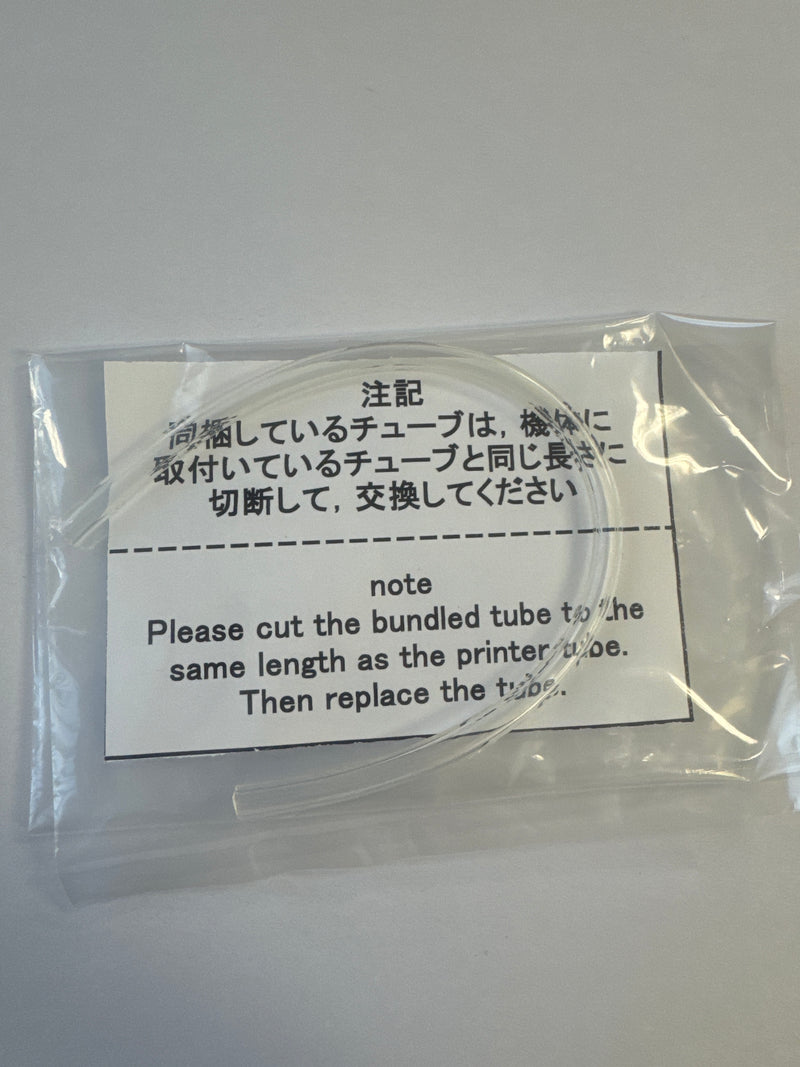 注記
同梱しているチューブは，機体に
取付いているチューブと同じ長さに
切断して，交換してください
note
Please cut the bundled tube to the
same length as the printer tube.
Then replace the tube.